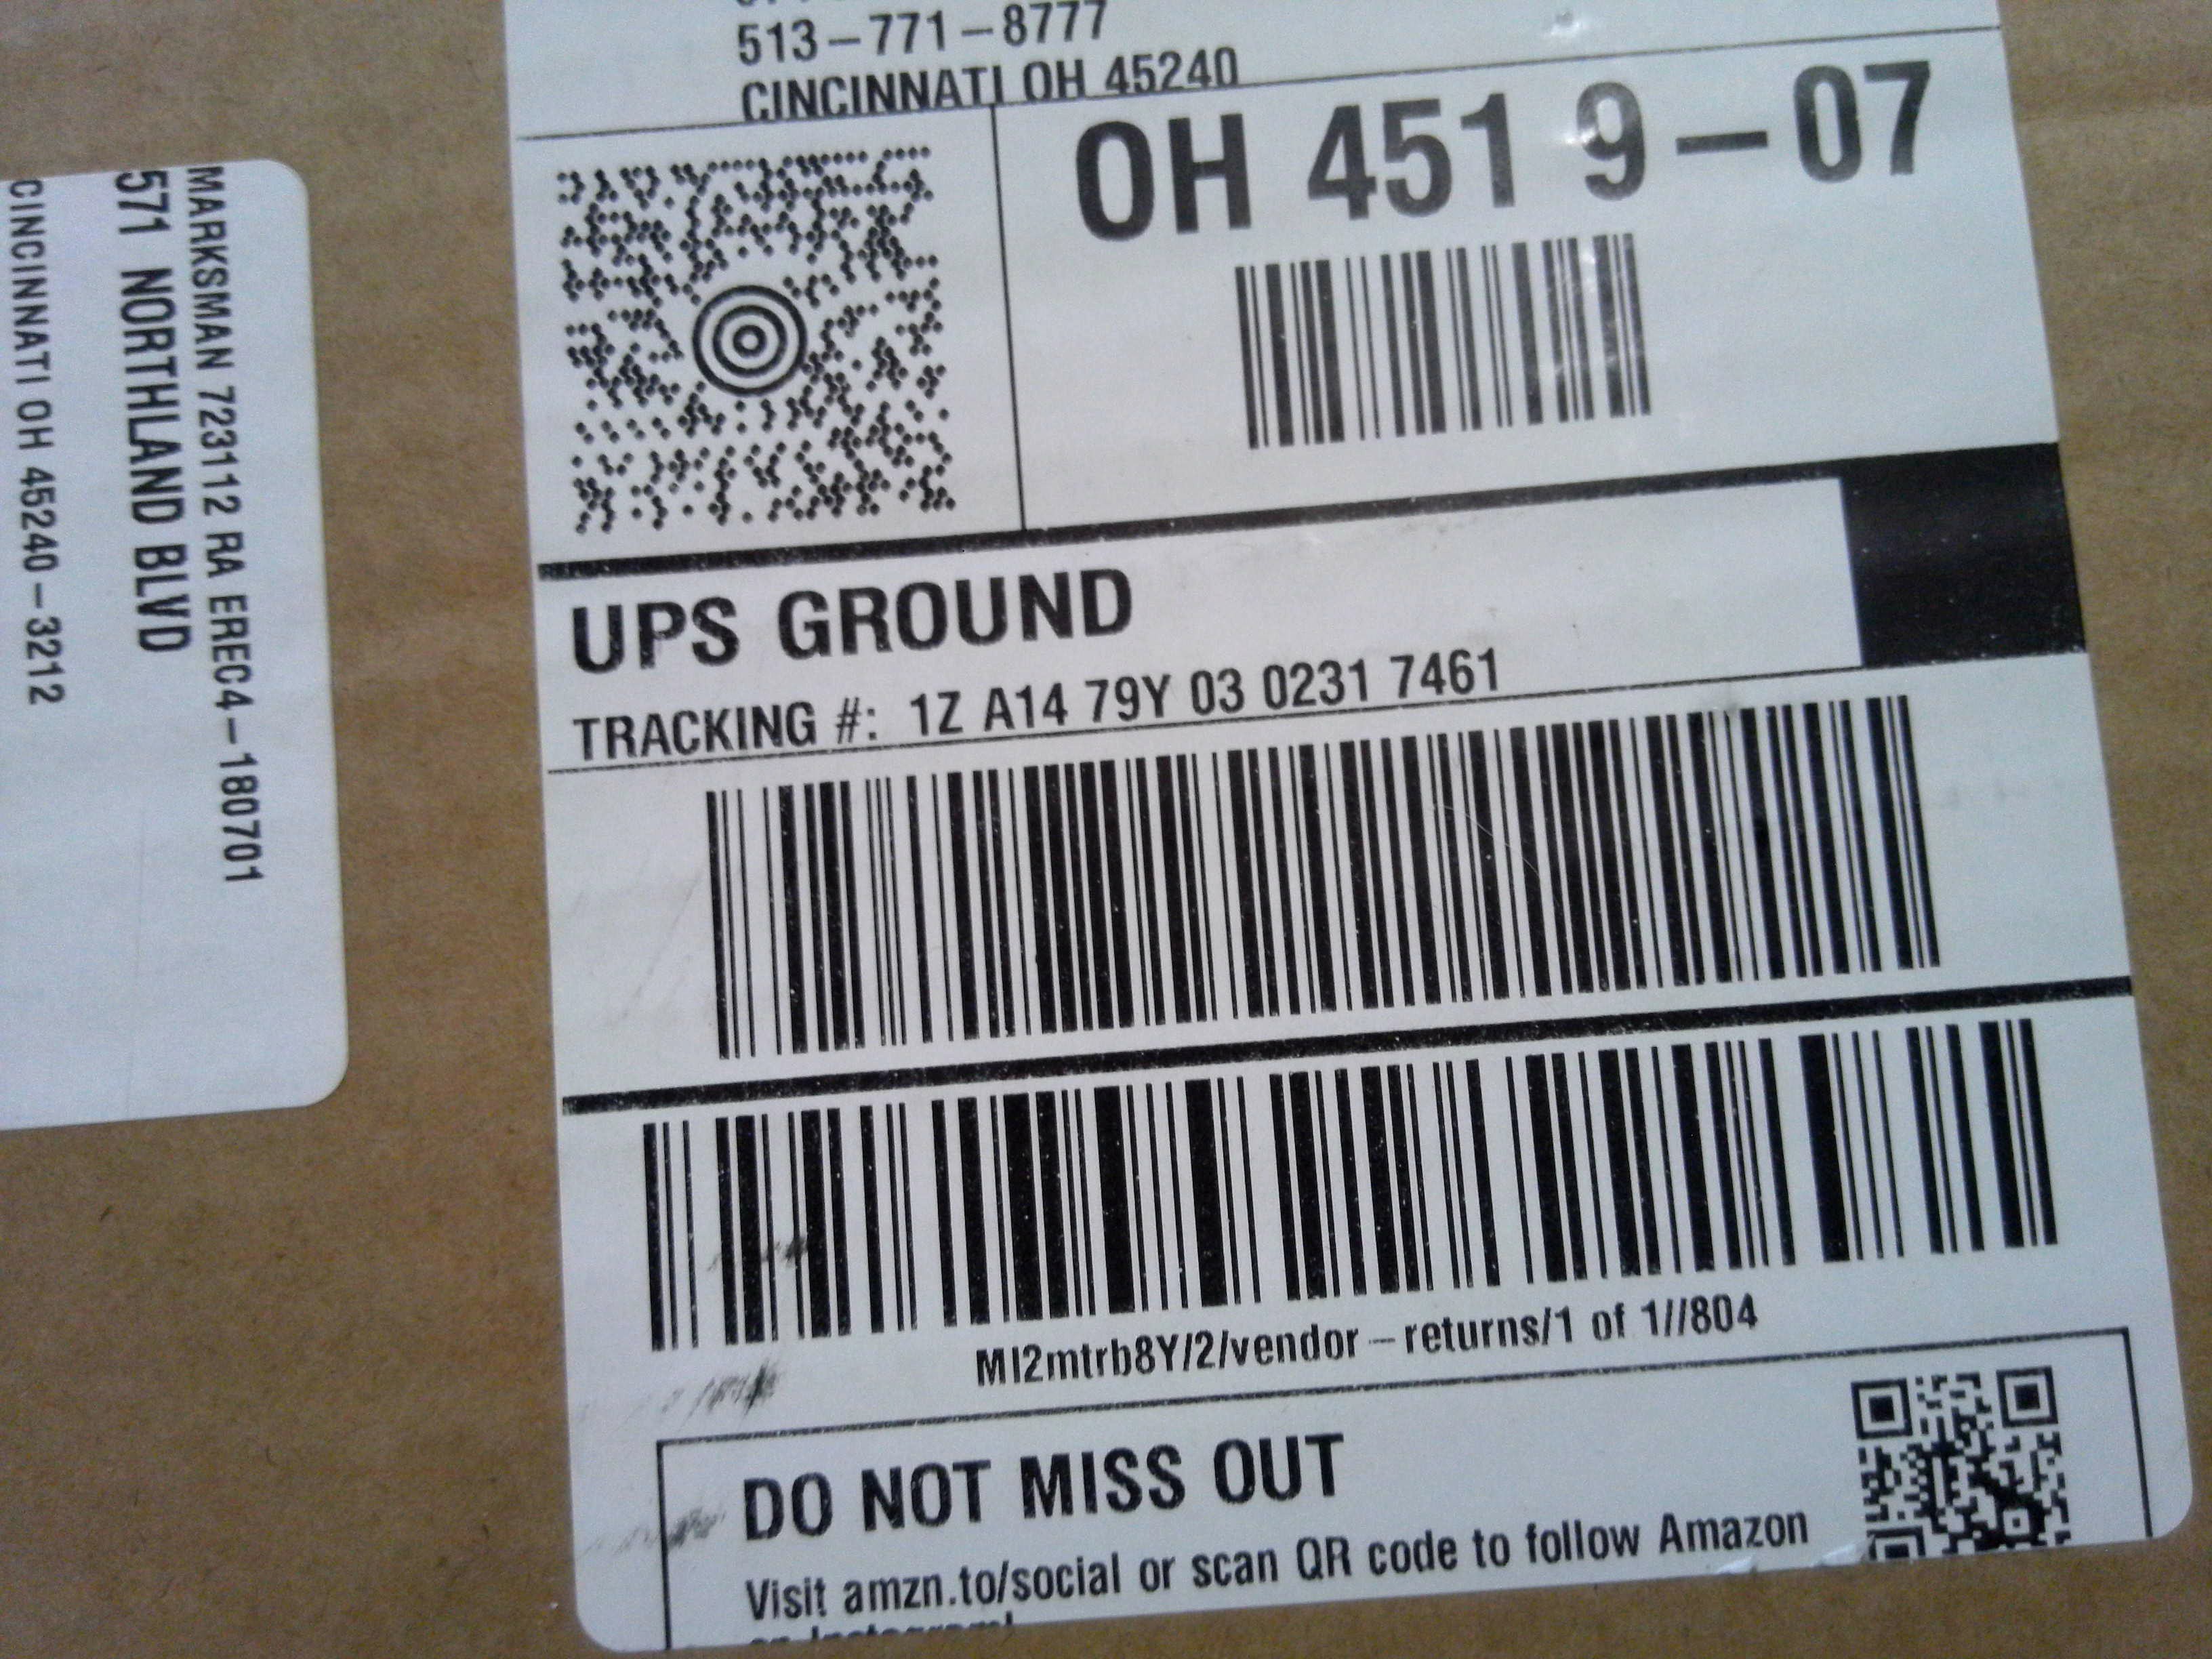 513-771-8777
CINCINNATI OH 45240
OH 451 9-07
UPS GROUND
TRACKING #: 1Z A14 79Y 03 0231 7461
MI2mtrb8Y/2/vendor-returns/1 of 1//804
DO NOT MISS OUT
Visit amzn.to/social or scan QR code to follow Amazon
on Instagram!
MARKSMAN 723112 RA EREC4-180701
571 NORTHLAND BLVD
CINCINNATI OH 45240-3212